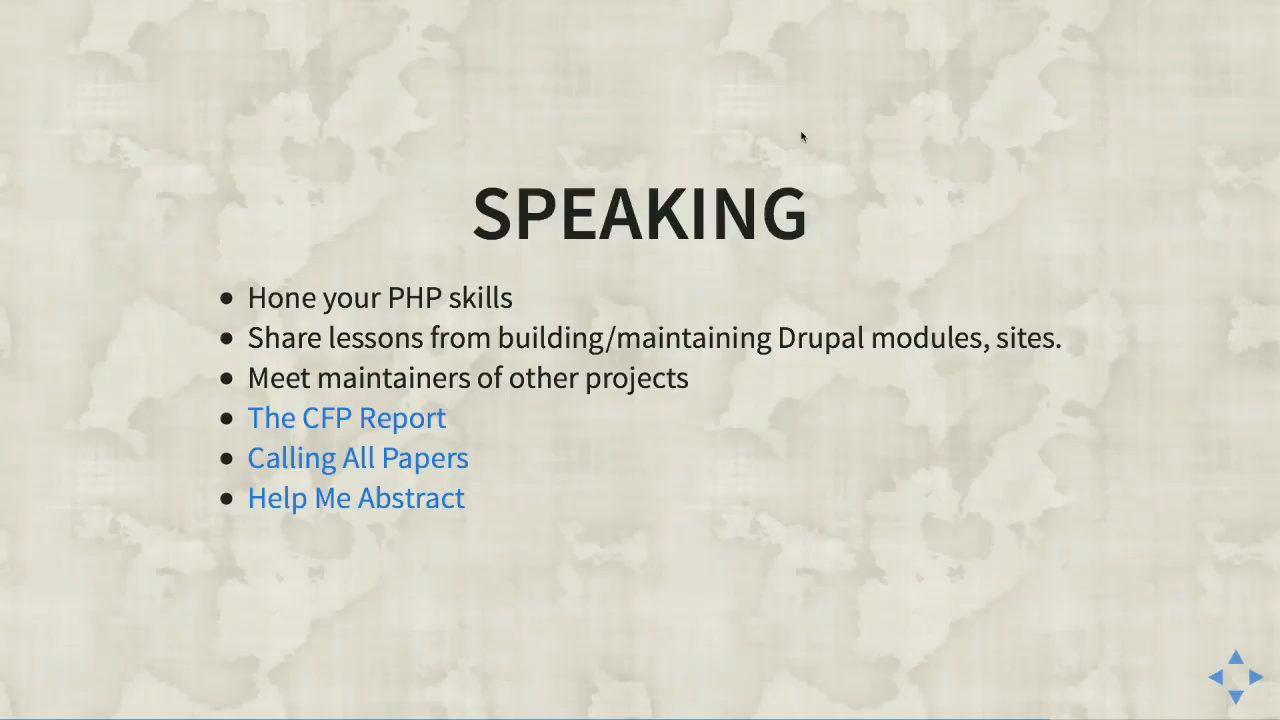 SPEAKING
Hone your PHP skills
Share lessons from building/maintaining Drupal modules, sites.
Meet maintainers of other projects
The CFP Report
Calling All Papers
Help Me Abstract